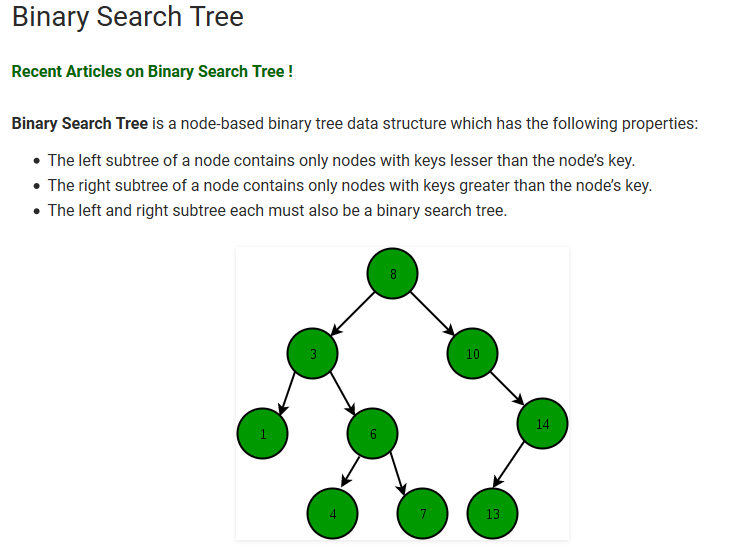 Binary Search Tree
Recent Articles on Binary Search Tree !
Binary Search Tree is a node-based binary tree data structure which has the following properties:
• The left subtree of a node contains only nodes with keys lesser than the node’s key.
• The right subtree of a node contains only nodes with keys greater than the node’s key.
• The left and right subtree each must also be a binary search tree.
8
3
10
1
6
14
4
7
13